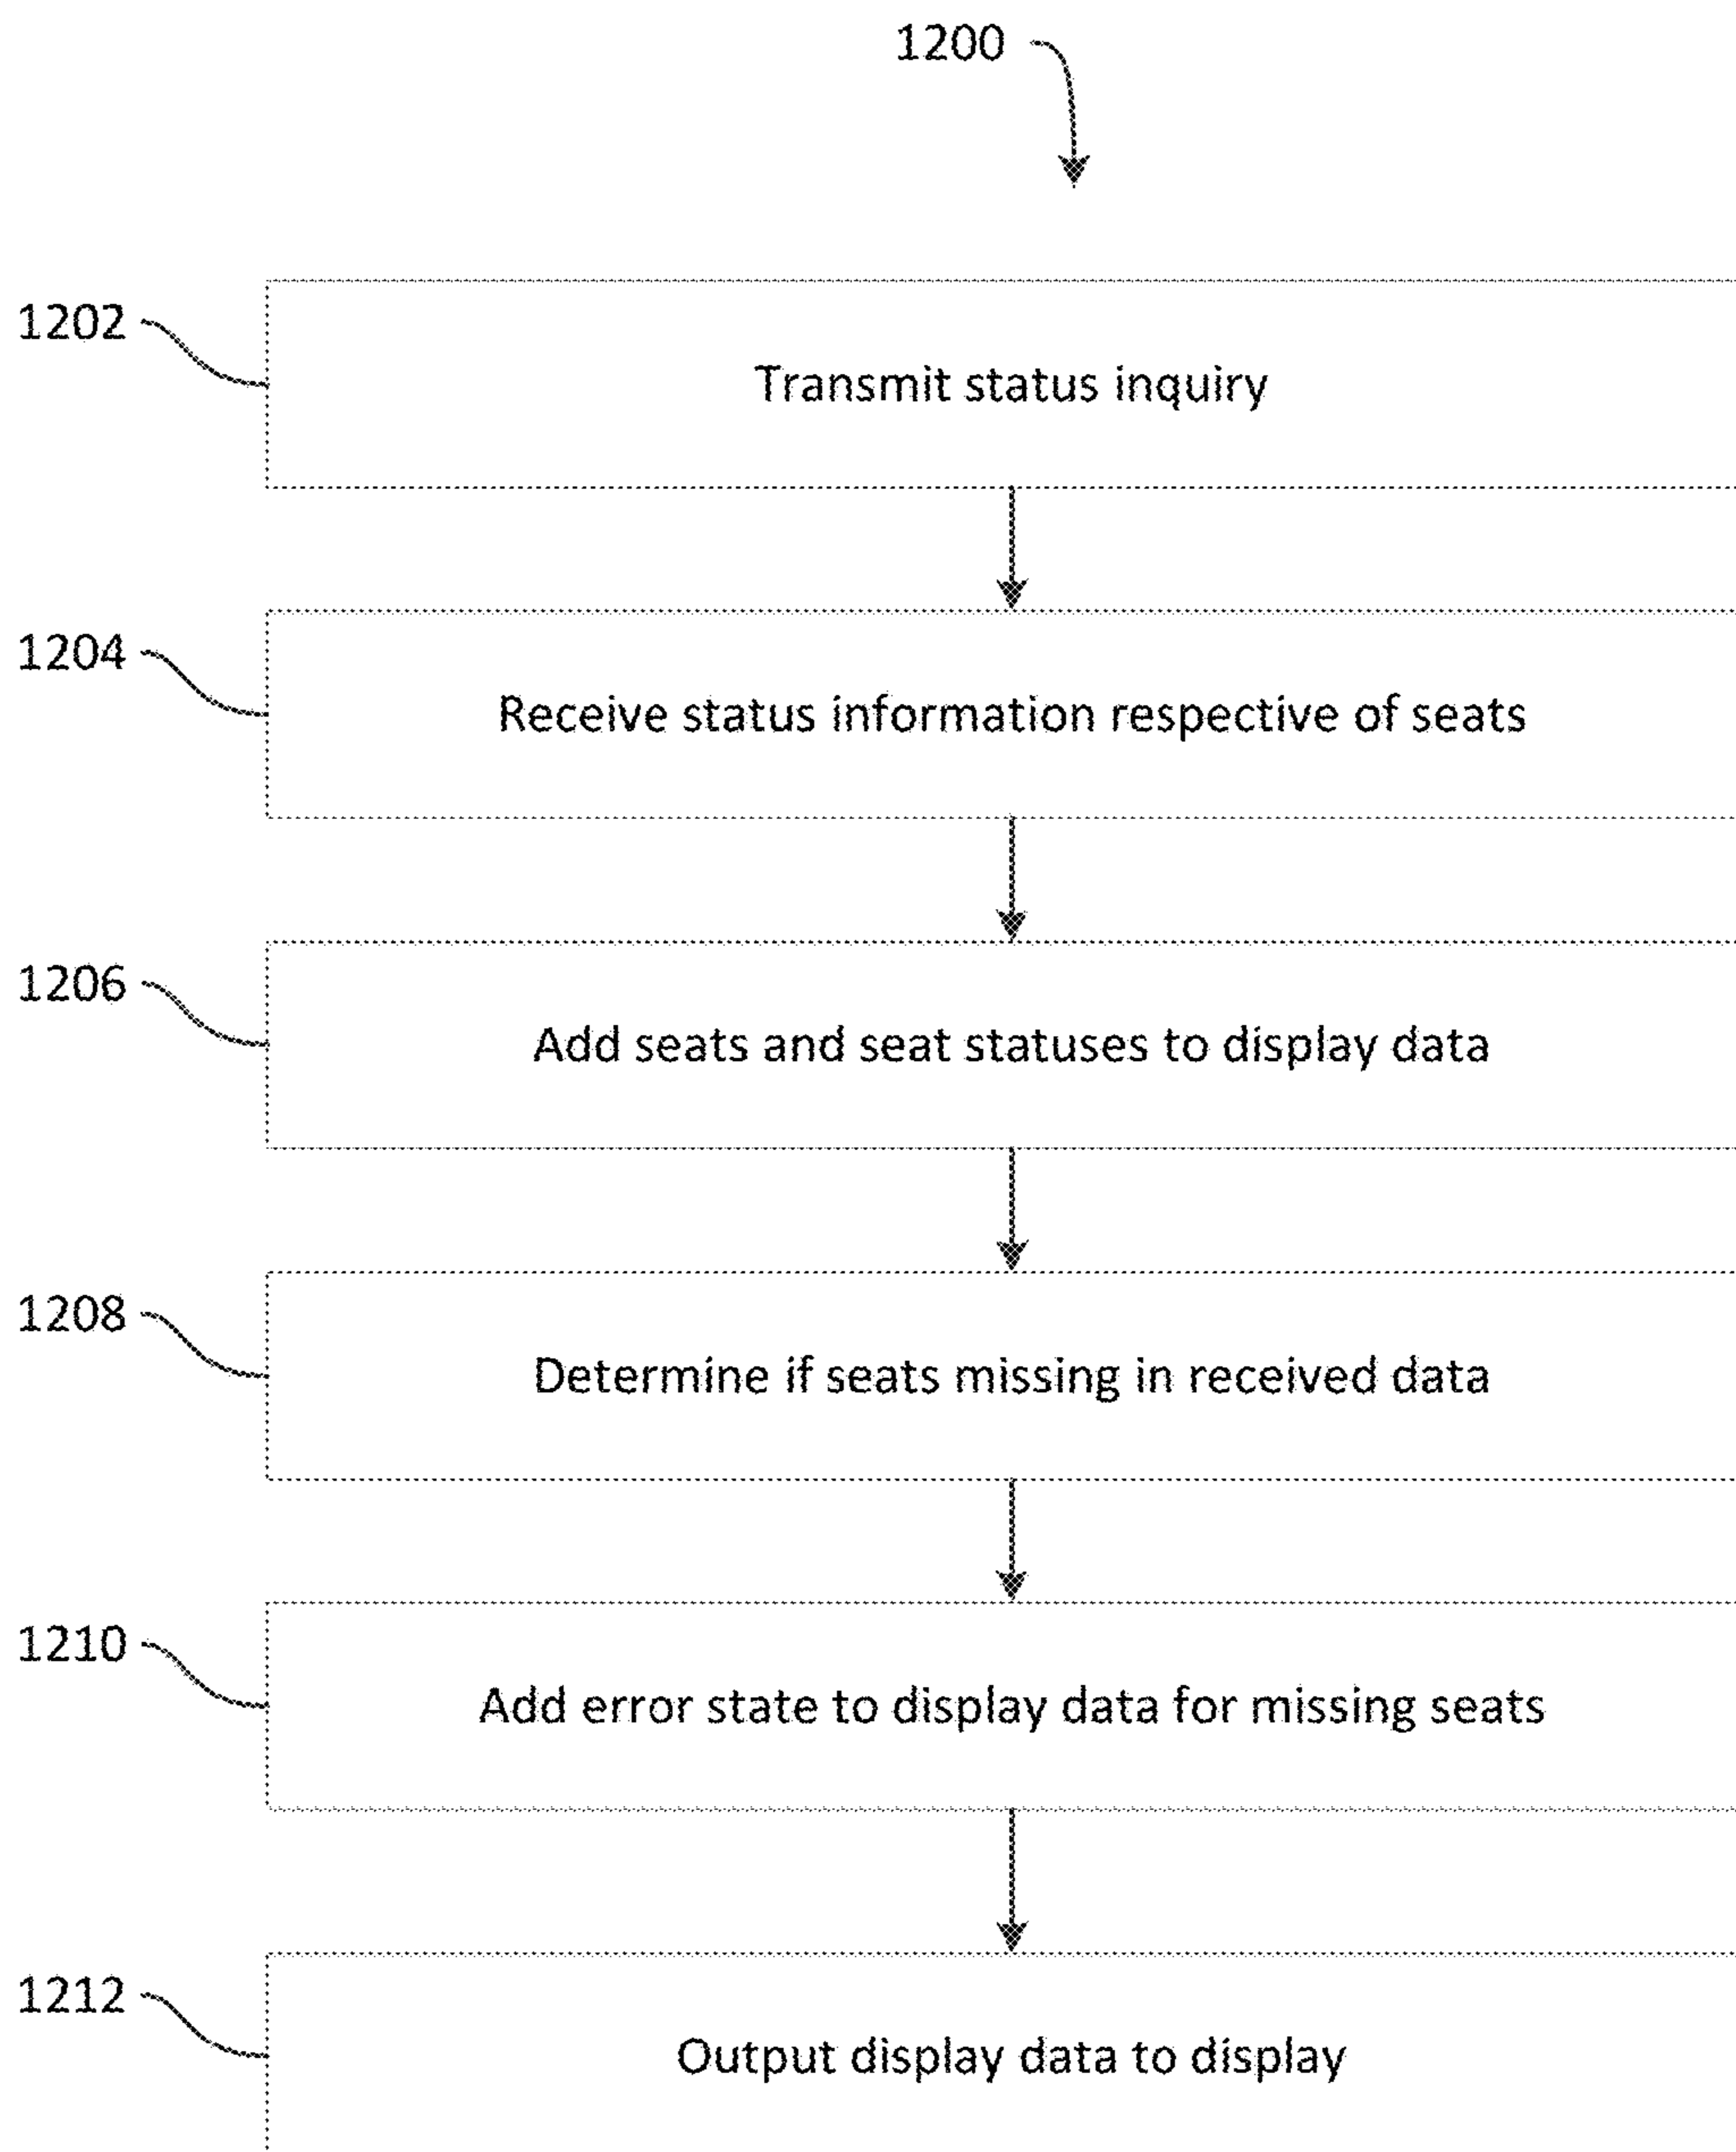 1200
1202
Transmit status inquiry
1204
Receive status information respective of seats
1206
Add seats and seat statuses to display data
1208
Determine if seats missing in received data
1210
Add error state to display data for missing seats
1212
Output display data to display